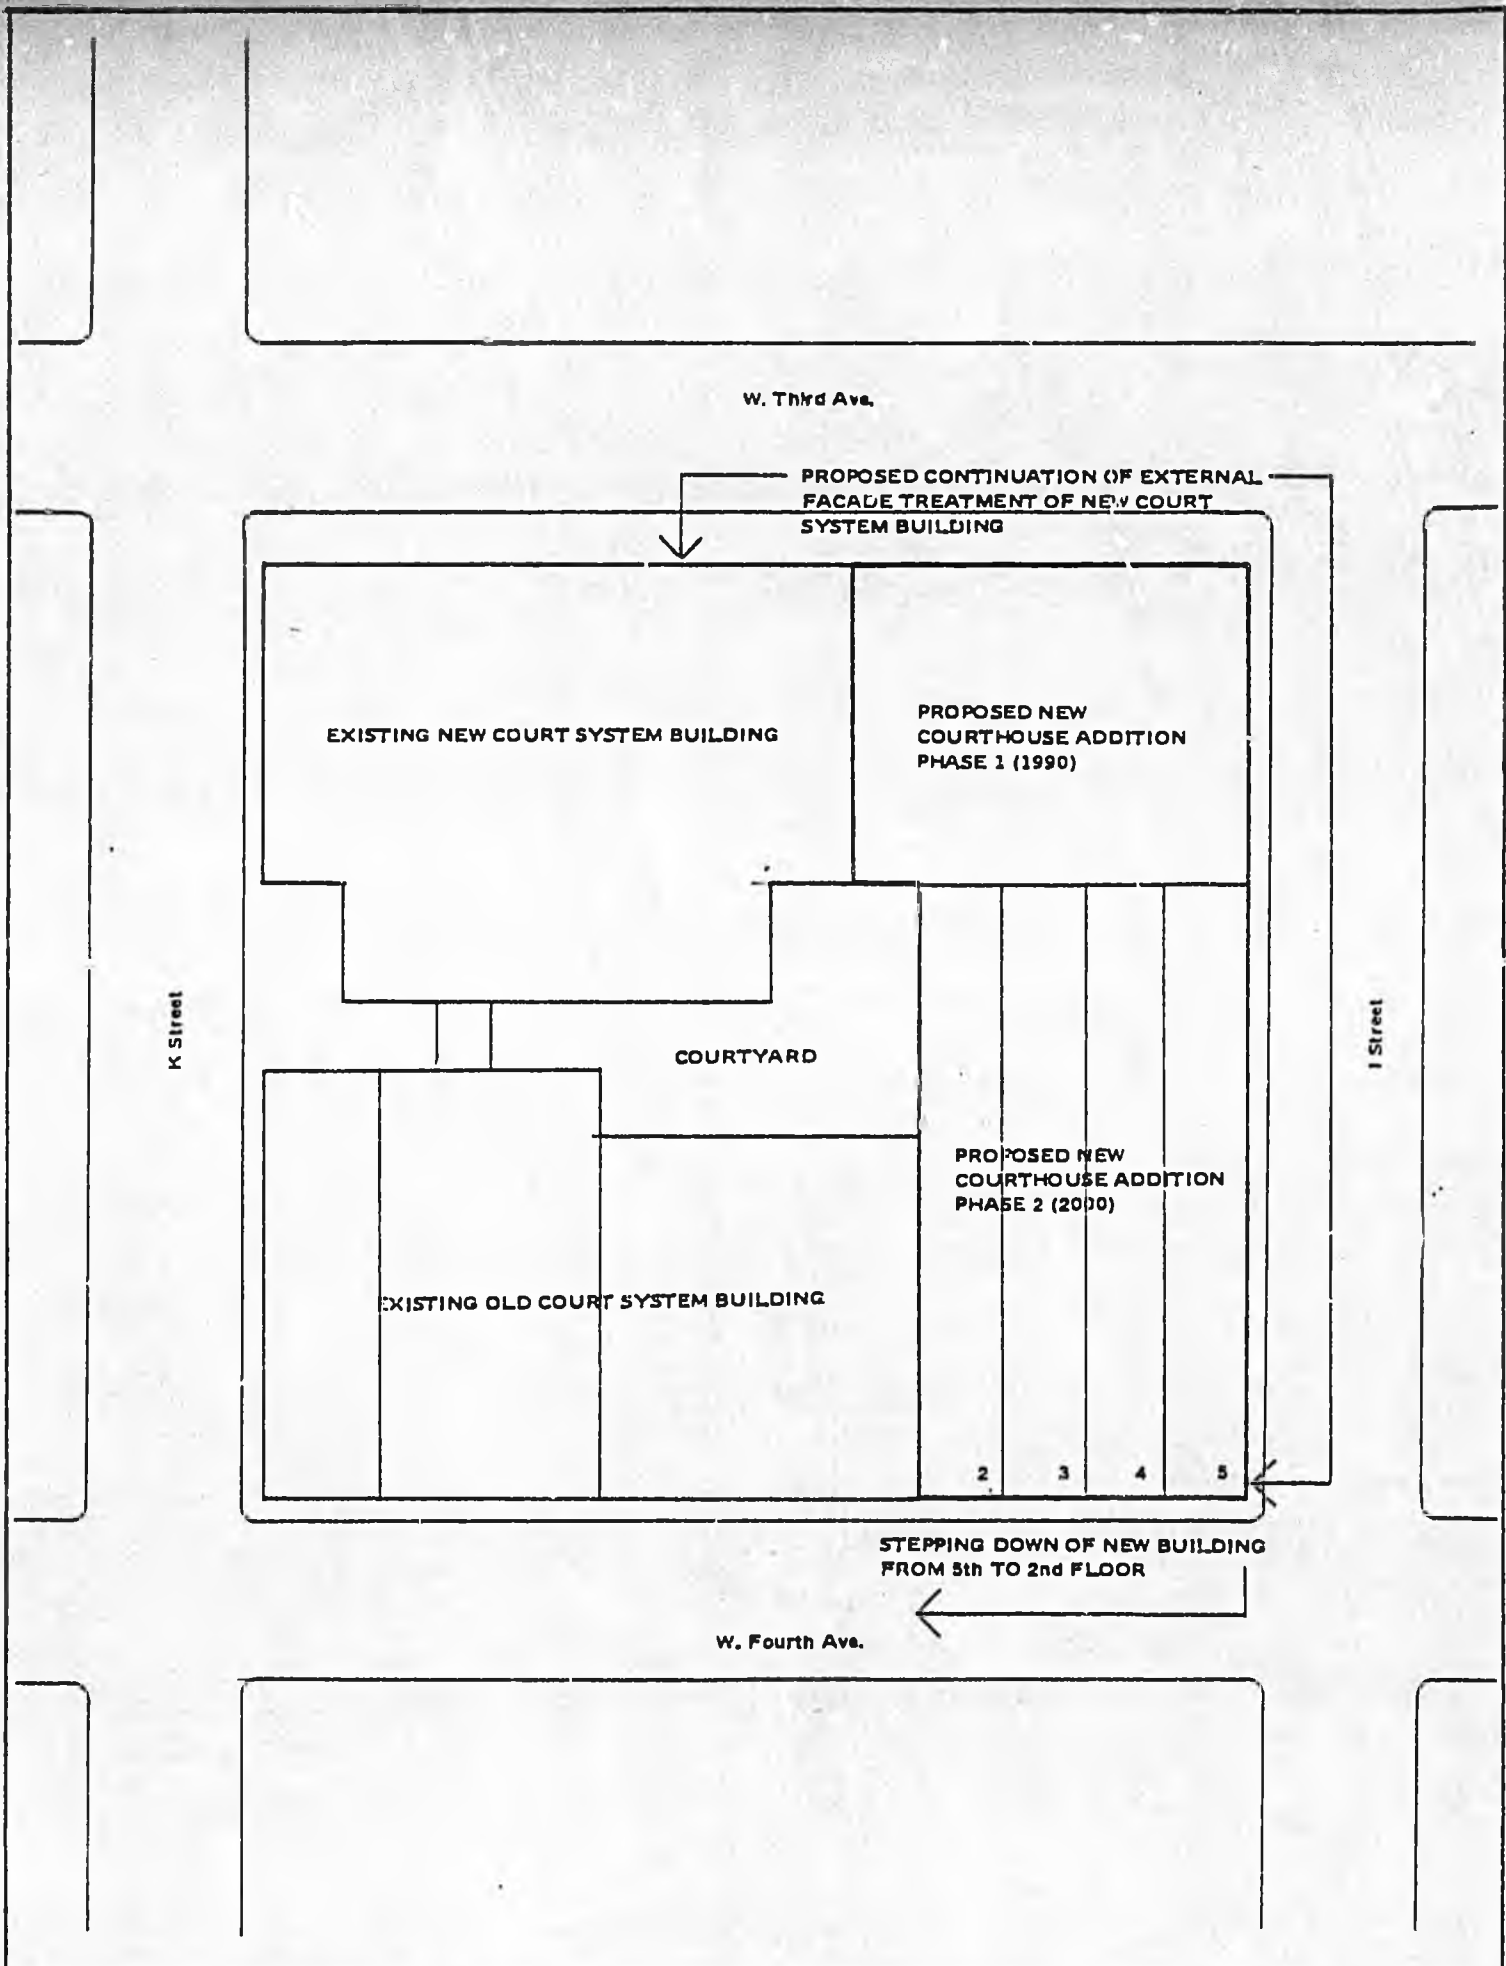 W. Third Ave.
PROPOSED CONTINUATION OF EXTERNAL
FACADE TREATMENT OF NEW COURT
SYSTEM BUILDING
EXISTING NEW COURT SYSTEM BUILDING
PROPOSED NEW
COURTHOUSE ADDITION
PHASE 1 (1990)
K Street
I Street
COURTYARD
PROPOSED NEW
COURTHOUSE ADDITION
PHASE 2 (2000)
EXISTING OLD COURT SYSTEM BUILDING
2 3 4 5
STEPPING DOWN OF NEW BUILDING
FROM 5th TO 2nd FLOOR
W. Fourth Ave.